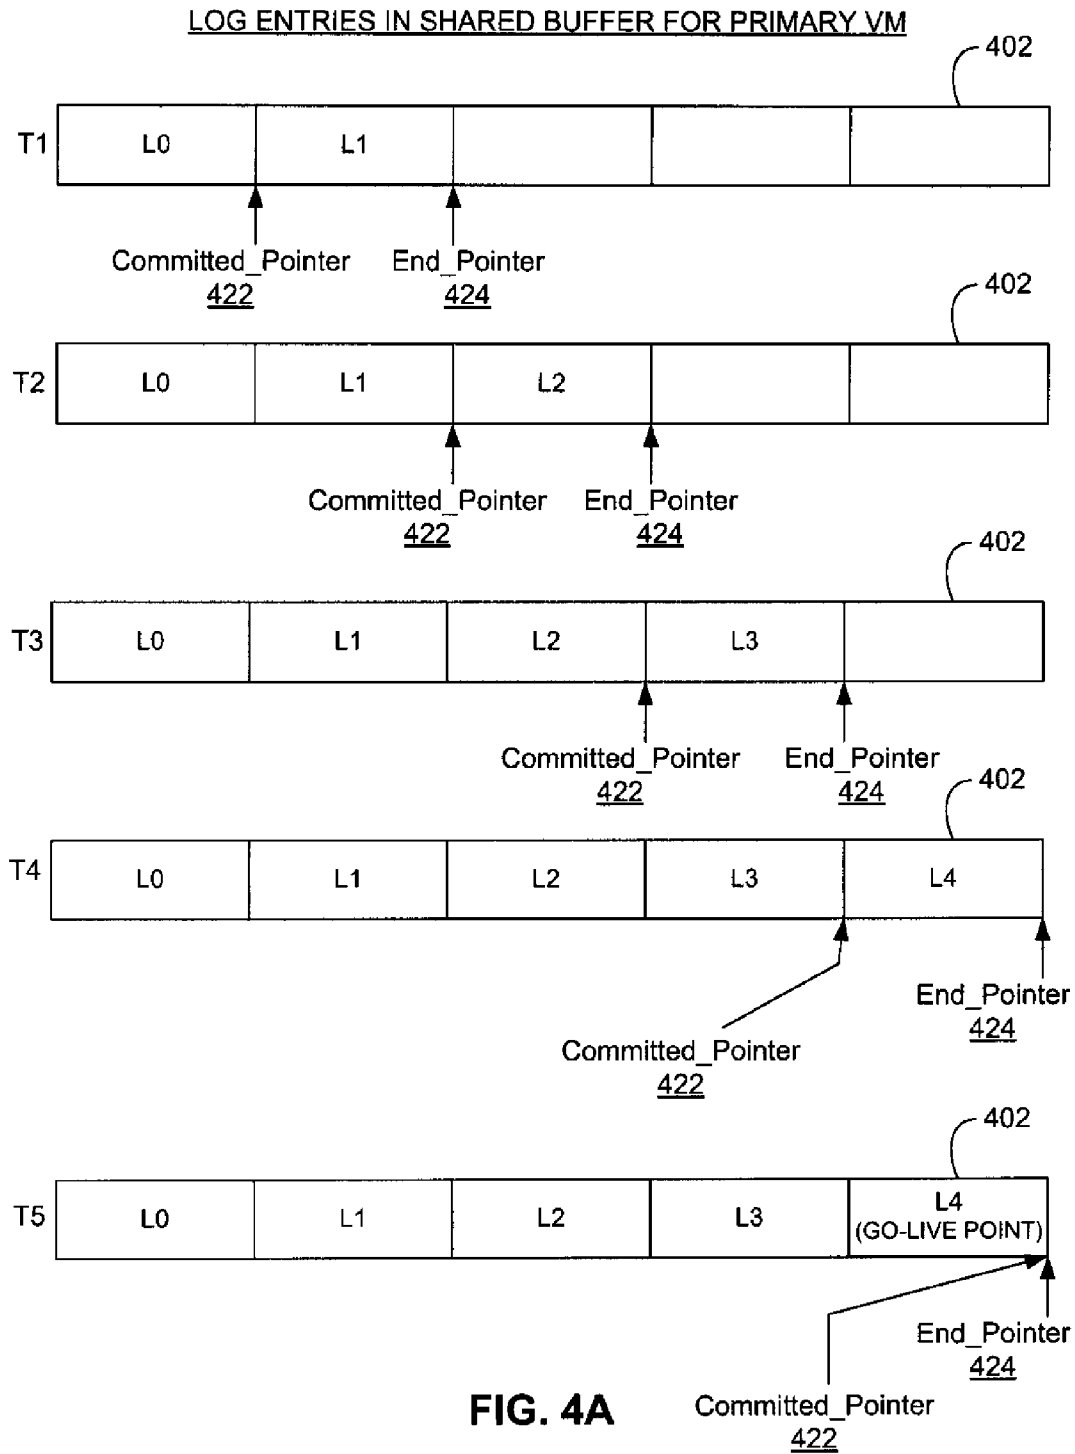 LOG ENTRIES IN SHARED BUFFER FOR PRIMARY VM
402
T1 L0 L1
Committed_Pointer End_Pointer
422 424
402
T2 L0 L1 L2
Committed_Pointer End_Pointer
422 424
402
T3 L0 L1 L2 L3
Committed_Pointer End_Pointer
422 424
402
T4 L0 L1 L2 L3 L4
End_Pointer
424
Committed_Pointer
422
402
T5 L0 L1 L2 L3 L4
(GO-LIVE POINT)
End_Pointer
424
Committed_Pointer
422
FIG. 4A